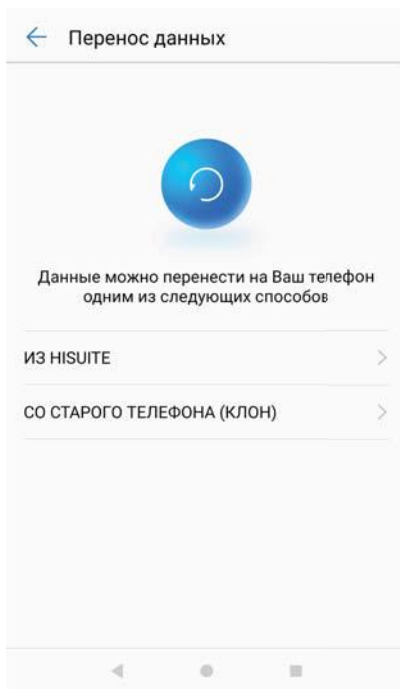 Перенос данных
Данные можно перенести на Ваш телефон
одним из следующих способов
ИЗ HISUITE
СО СТАРОГО ТЕЛЕФОНА (КЛОН)